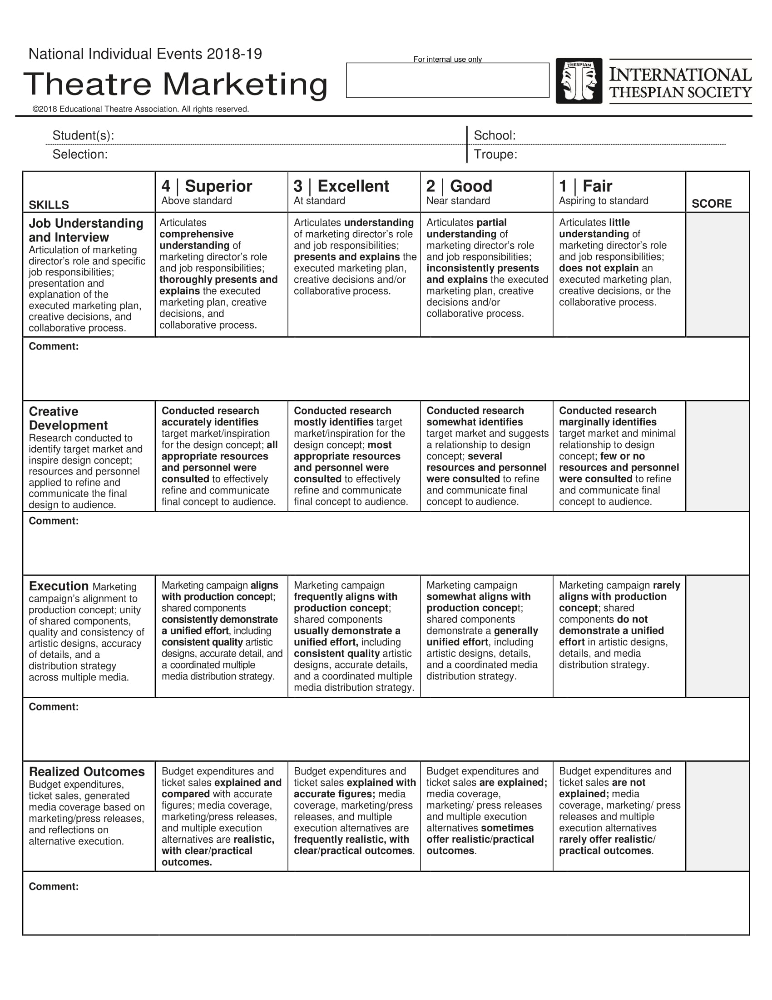 National Individual Events 2018-19
Theatre Marketing
©2018 Educational Theatre Association. All rights reserved.
For internal use only
THESPIAN
INTERNATIONAL
THESPIAN SOCIETY
Student(s):
School:
Selection:
Troupe:
SKILLS
4 | Superior
Above standard
3 | Excellent
At standard
2 | Good
Near standard
1 | Fair
Aspiring to standard
SCORE
Job Understanding
and Interview
Articulation of marketing
director’s role and specific
job responsibilities;
presentation and
explanation of the
executed marketing plan,
creative decisions, and
collaborative process.
Articulates
comprehensive
understanding of
marketing director’s role
and job responsibilities;
thoroughly presents and
explains the executed
marketing plan, creative
decisions, and
collaborative process.
Articulates understanding
of marketing director’s role
and job responsibilities;
presents and explains the
executed marketing plan,
creative decisions and/or
collaborative process.
Articulates partial
understanding of
marketing director’s role
and job responsibilities;
inconsistently presents
and explains the executed
marketing plan, creative
decisions and/or
collaborative process.
Articulates little
understanding of
marketing director’s role
and job responsibilities;
does not explain an
executed marketing plan,
creative decisions, or the
collaborative process.
Comment:
Creative
Development
Research conducted to
identify target market and
inspire design concept;
resources and personnel
applied to refine and
communicate the final
design to audience.
Conducted research
accurately identifies
target market/inspiration
for the design concept; all
appropriate resources
and personnel were
consulted to effectively
refine and communicate
final concept to audience.
Conducted research
mostly identifies target
market/inspiration for the
design concept; most
appropriate resources
and personnel were
consulted to effectively
refine and communicate
final concept to audience.
Conducted research
somewhat identifies
target market and suggests
a relationship to design
concept; several
resources and personnel
were consulted to refine
and communicate final
concept to audience.
Conducted research
marginally identifies
target market and minimal
relationship to design
concept; few or no
resources and personnel
were consulted to refine
and communicate final
concept to audience.
Comment:
Execution Marketing
campaign’s alignment to
production concept; unity
of shared components,
quality and consistency of
artistic designs, accuracy
of details, and a
distribution strategy
across multiple media.
Marketing campaign aligns
with production concept;
shared components
consistently demonstrate
a unified effort, including
consistent quality artistic
designs, accurate detail, and
a coordinated multiple
media distribution strategy.
Marketing campaign
frequently aligns with
production concept;
shared components
usually demonstrate a
unified effort, including
consistent quality artistic
designs, accurate details,
and a coordinated multiple
media distribution strategy.
Marketing campaign
somewhat aligns with
production concept;
shared components
demonstrate a generally
unified effort, including
artistic designs, details,
and a coordinated media
distribution strategy.
Marketing campaign rarely
aligns with production
concept; shared
components do not
demonstrate a unified
effort in artistic designs,
details, and media
distribution strategy.
Comment:
Realized Outcomes
Budget expenditures,
ticket sales, generated
media coverage based on
marketing/press releases,
and reflections on
alternative execution.
Budget expenditures and
ticket sales explained and
compared with accurate
figures; media coverage,
marketing/press releases,
and multiple execution
alternatives are realistic,
with clear/practical
outcomes.
Budget expenditures and
ticket sales explained with
accurate figures; media
coverage, marketing/press
releases, and multiple
execution alternatives are
frequently realistic, with
clear/practical outcomes.
Budget expenditures and
ticket sales are explained;
media coverage,
marketing/ press releases
and multiple execution
alternatives sometimes
offer realistic/practical
outcomes.
Budget expenditures and
ticket sales are not
explained; media
coverage, marketing/ press
releases and multiple
execution alternatives
rarely offer realistic/
practical outcomes.
Comment: